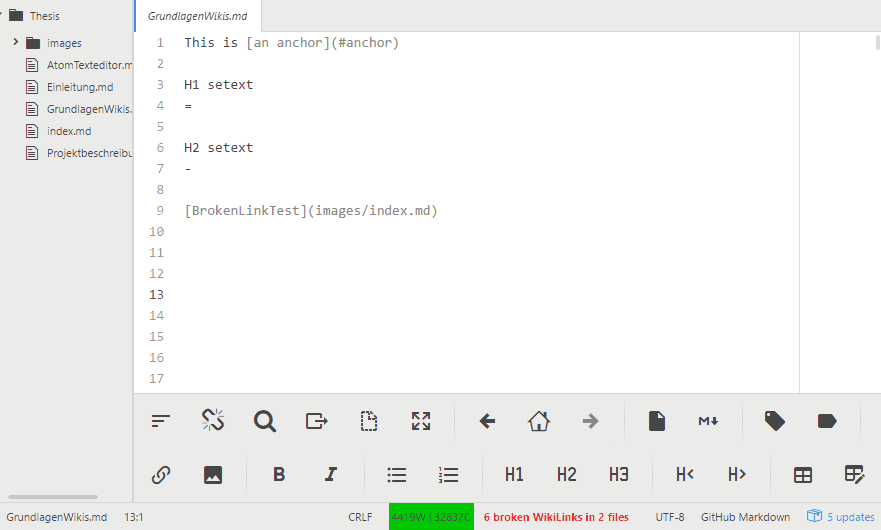 Thesis
images
AtomTexteditor.m
Einleitung.md
GrundlagenWikis.
index.md
Projektbeschreibu
GrundlagenWikis.md
1 This is [an anchor](#anchor)
2
3 H1 setext
4 =
5
6 H2 setext
7 -
8
9 [BrokenLinkTest](images/index.md)
10
11
12
13
14
15
16
17
M↓
B I 1 2 3 H1 H2 H3 H< H>
GrundlagenWikis.md 13:1 CRLF 4419W | 32837C 6 broken WikiLinks in 2 files UTF-8 GitHub Markdown 5 updates